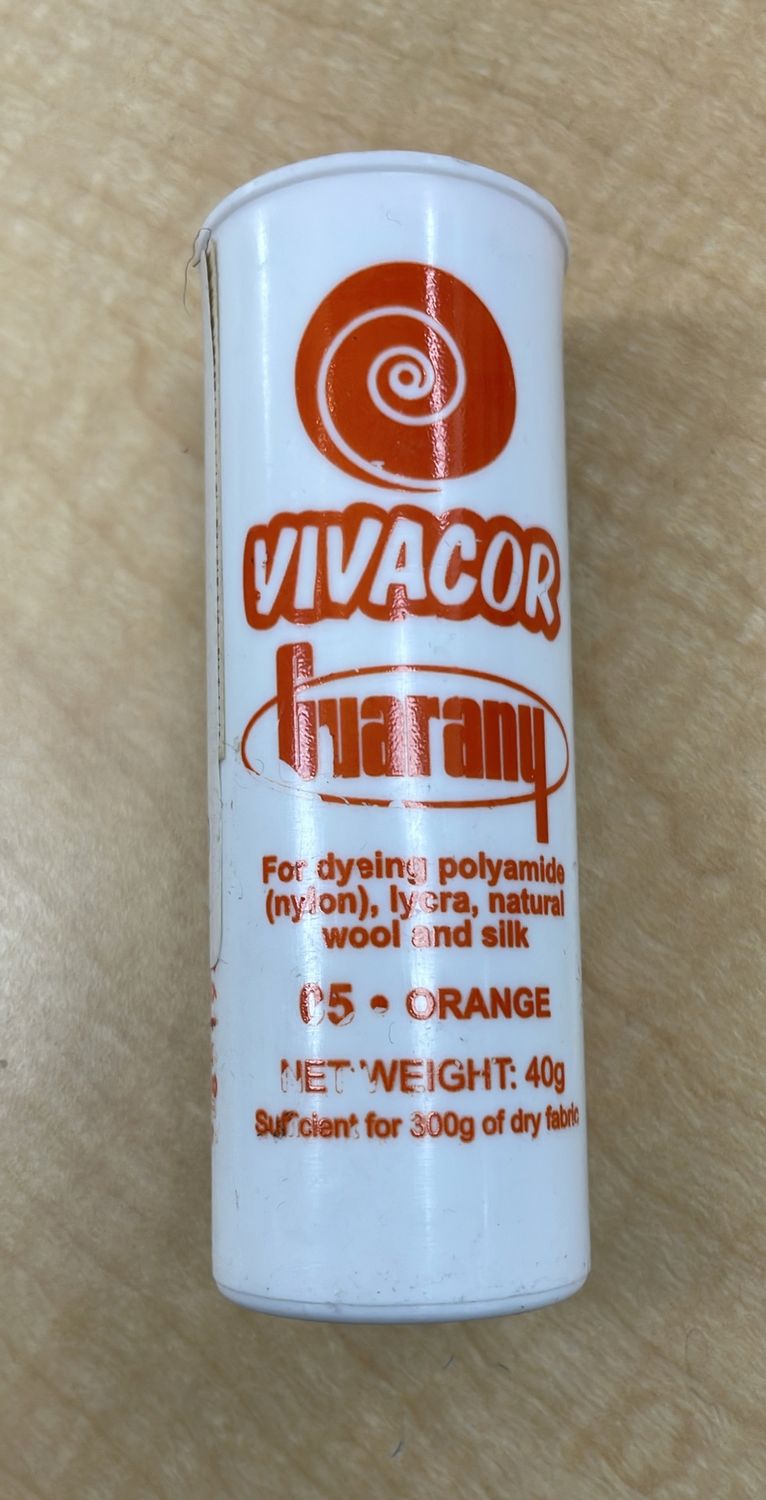 VIVACOR
guarany
For dyeing polyamide
(nylon), lycra, natural
wool and silk
05 • ORANGE
NET WEIGHT: 40g
Sufficient for 300g of dry fabric